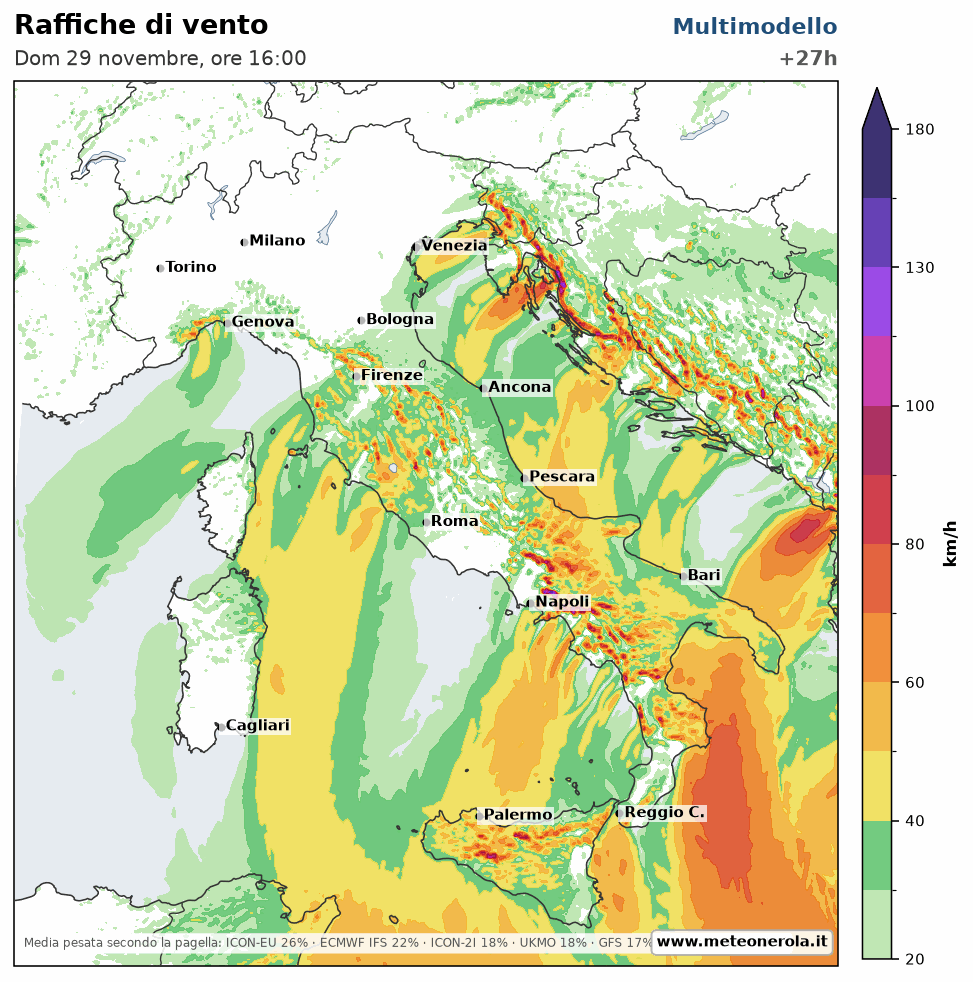 Raffiche di vento
Multimodello
Dom 29 novembre, ore 16:00
+27h
180
130
100
80
60
40
20
km/h
Milano
Torino
Venezia
Genova
Bologna
Firenze
Ancona
Pescara
Roma
Bari
Napoli
Cagliari
Palermo
Reggio C.
Media pesata secondo la pagella: ICON-EU 26% · ECMWF IFS 22% · ICON-2I 18% · UKMO 18% · GFS 17%
www.meteonerola.it